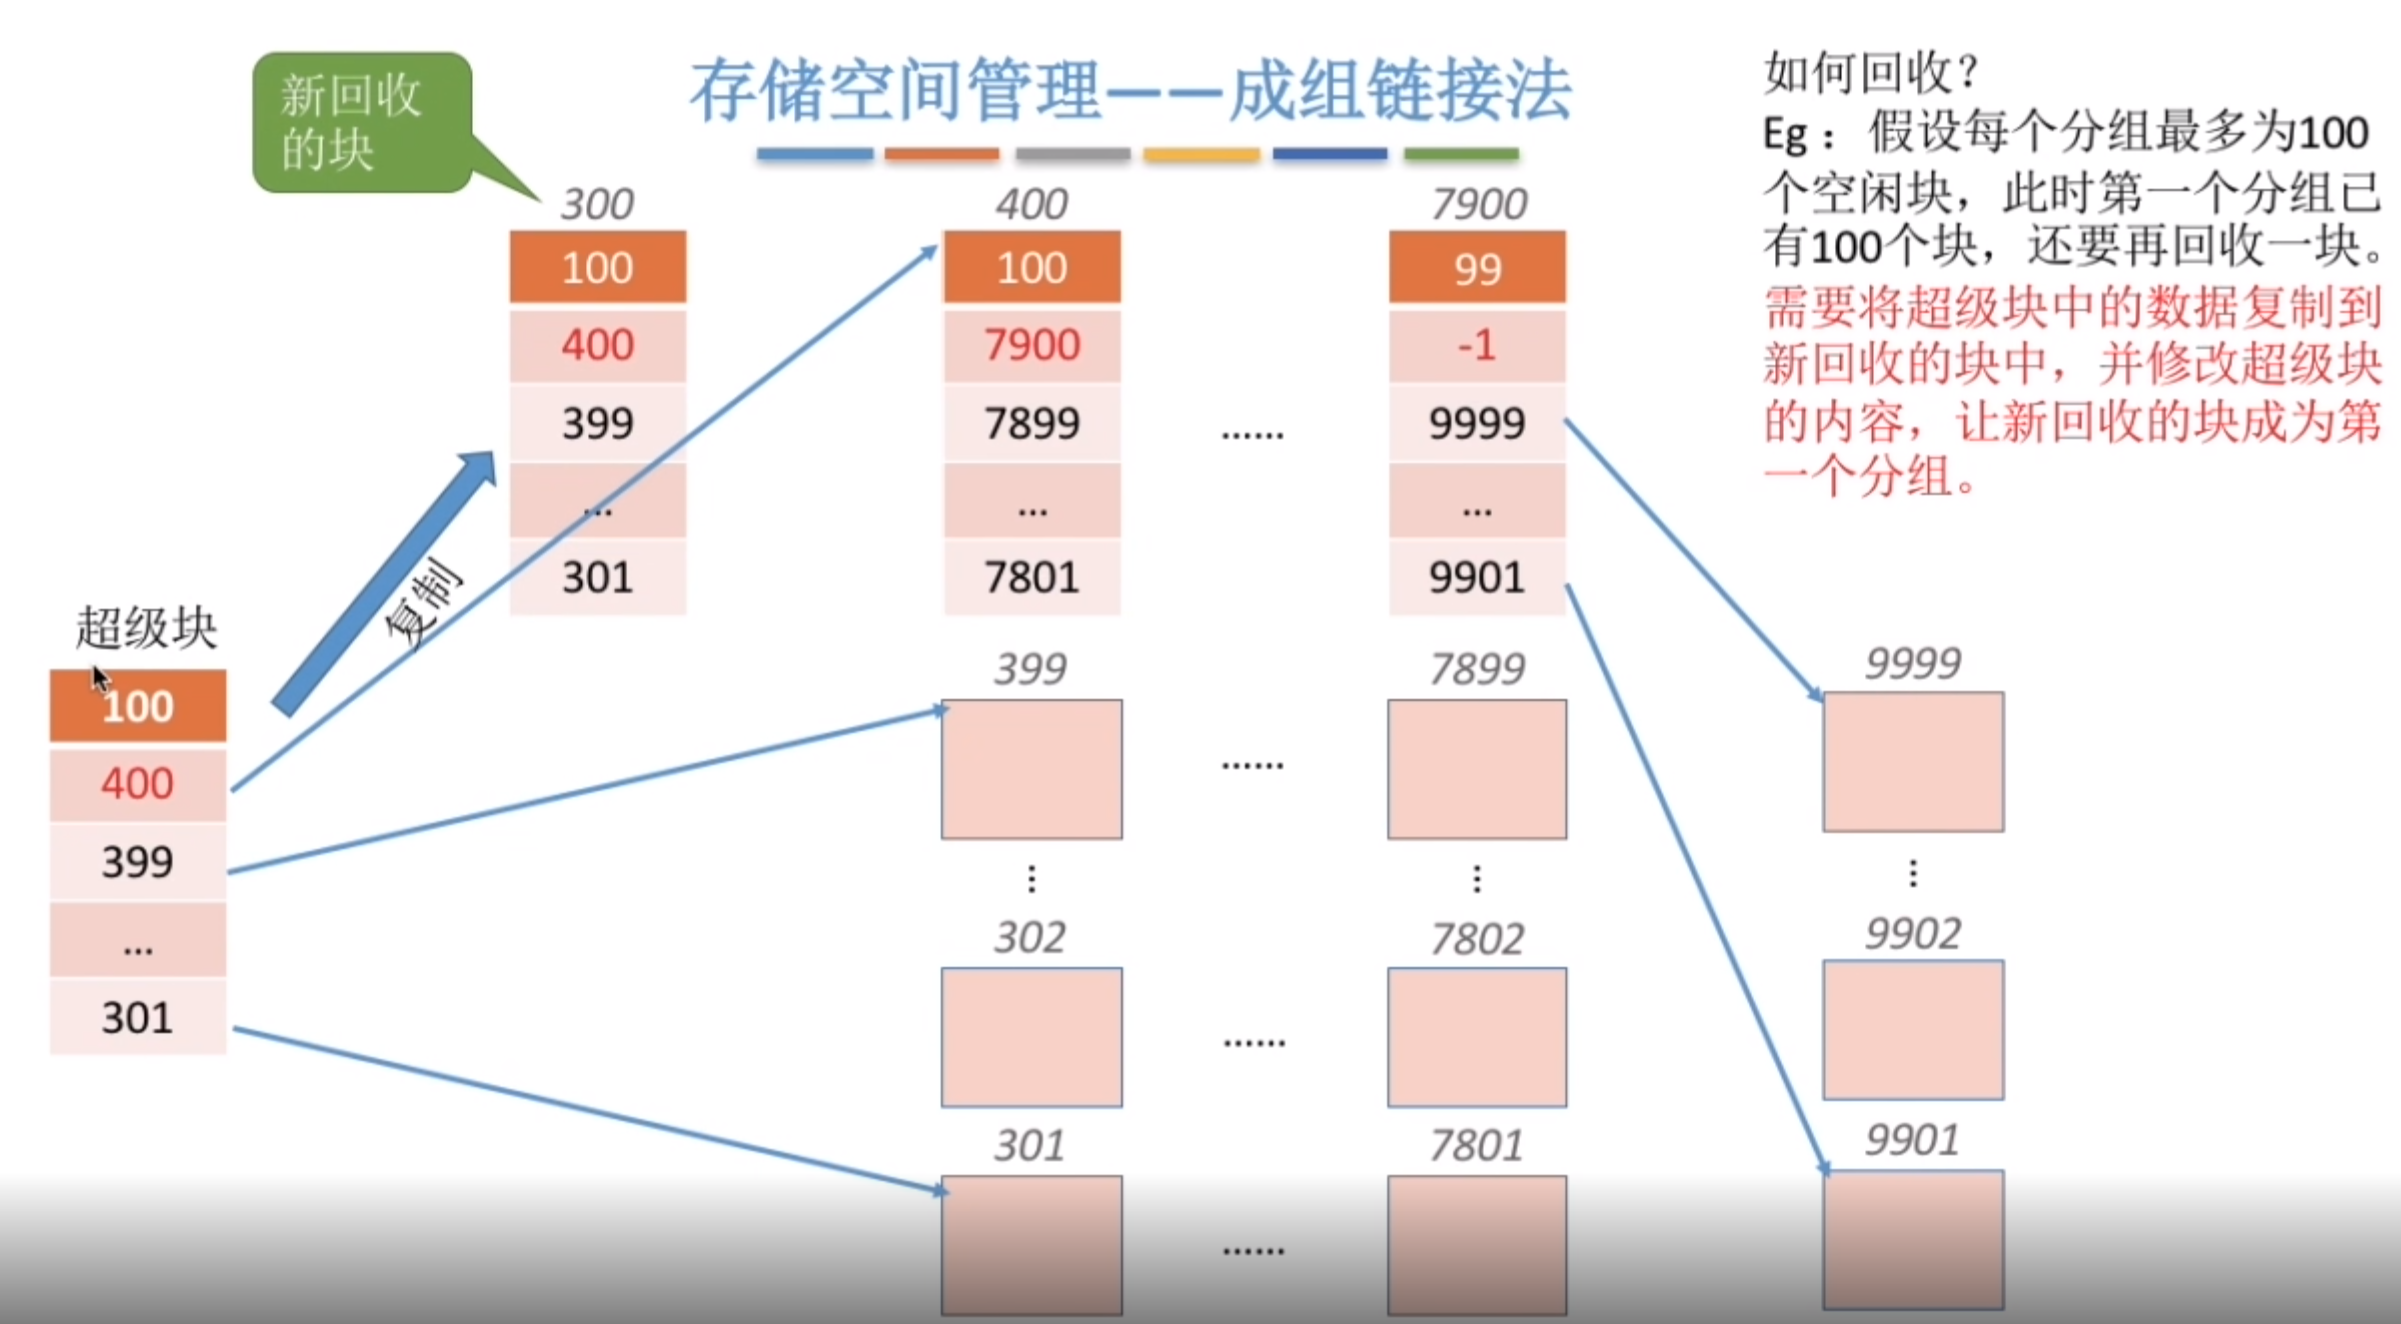 存储空间管理——成组链接法
新回收
的块
如何回收？
Eg：假设每个分组最多为100
个空闲块，此时第一个分组已
有100个块，还要再回收一块。
需要将超级块中的数据复制到
新回收的块中，并修改超级块
的内容，让新回收的块成为第
一个分组。
300
100
400
399
...
301
400
100
7900
7899
...
7801
......
7900
99
-1
9999
...
9901
复制
超级块
100
400
399
...
301
399
......
7899
9999
302
......
7802
9902
301
......
7801
9901